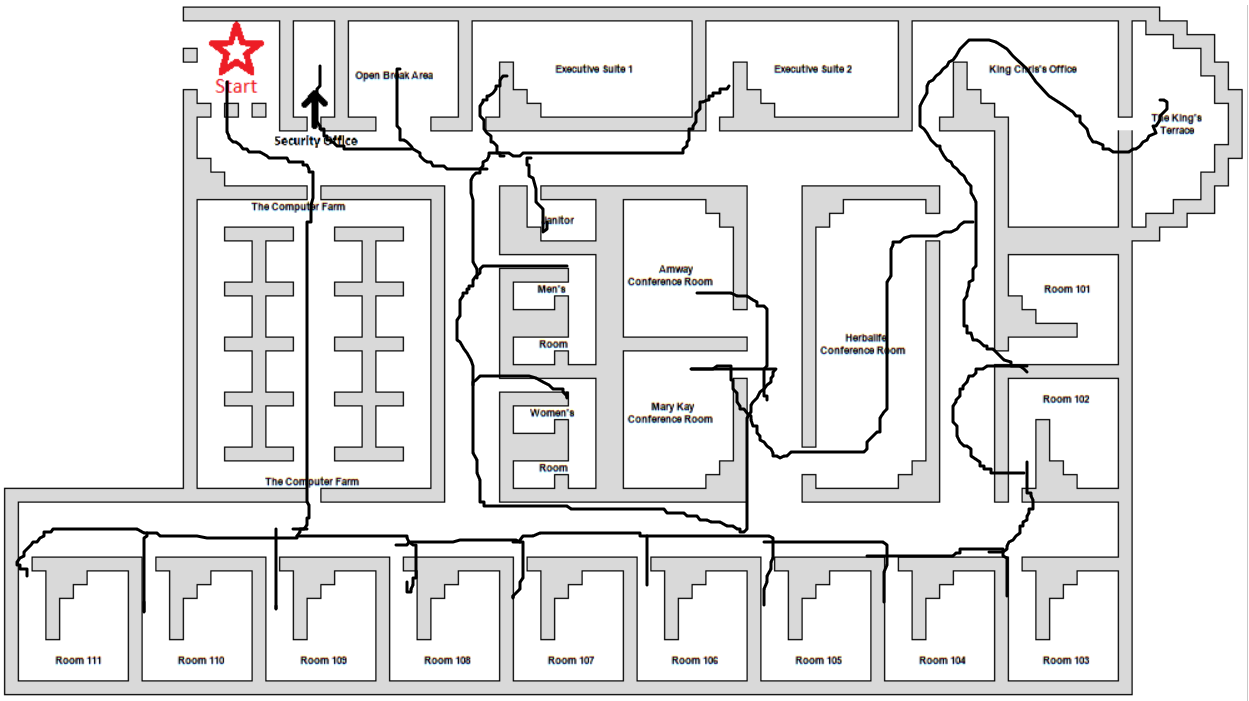 Start
Open Break Area
Executive Suite 1
Executive Suite 2
King Chris's Office
The King's
Terrace
Security Office
The Computer Farm
Janitor
Amway
Conference Room
Men's
Room
Room 101
Herbalife
Conference Room
Mary Kay
Conference Room
Women's
Room
Room 102
The Computer Farm
Room 111
Room 110
Room 109
Room 108
Room 107
Room 106
Room 105
Room 104
Room 103